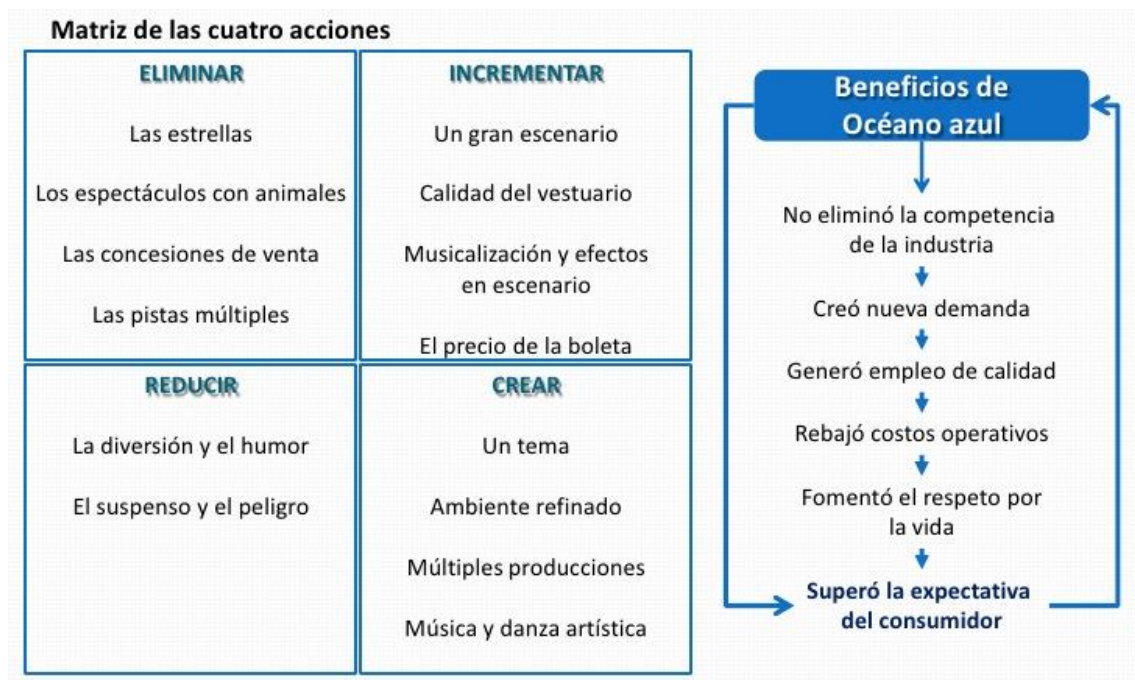 Matriz de las cuatro acciones
ELIMINAR
Las estrellas
Los espectáculos con animales
Las concesiones de venta
Las pistas múltiples
INCREMENTAR
Un gran escenario
Calidad del vestuario
Musicalización y efectos
en escenario
El precio de la boleta
REDUCIR
La diversión y el humor
El suspenso y el peligro
CREAR
Un tema
Ambiente refinado
Múltiples producciones
Música y danza artística
Beneficios de
Océano azul
No eliminó la competencia
de la industria
Creó nueva demanda
Generó empleo de calidad
Rebajó costos operativos
Fomentó el respeto por
la vida
Superó la expectativa
del consumidor